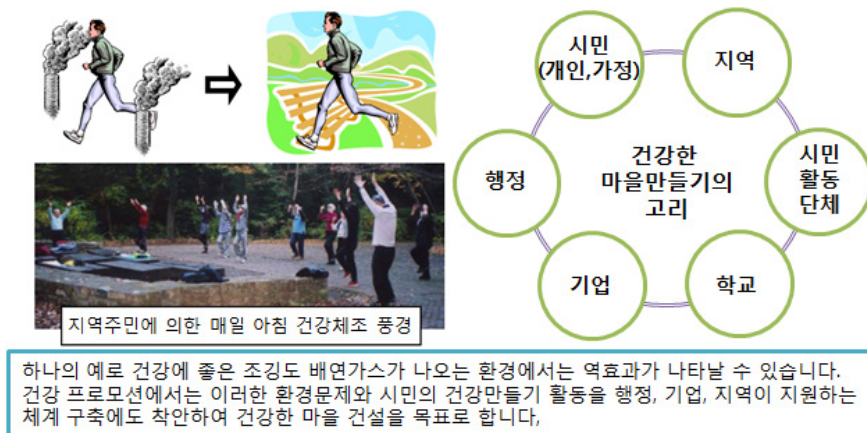 시민
(개인,가정)
지역
행정
건강한
마을만들기의
고리
시민
활동
단체
기업
학교
지역주민에 의한 매일 아침 건강체조 풍경
하나의 예로 건강에 좋은 조깅도 배연가스가 나오는 환경에서는 역효과가 나타날 수 있습니다.
건강 프로모션에서는 이러한 환경문제와 시민의 건강만들기 활동을 행정, 기업, 지역이 지원하는
체계 구축에도 착안하여 건강한 마을 건설을 목표로 합니다,